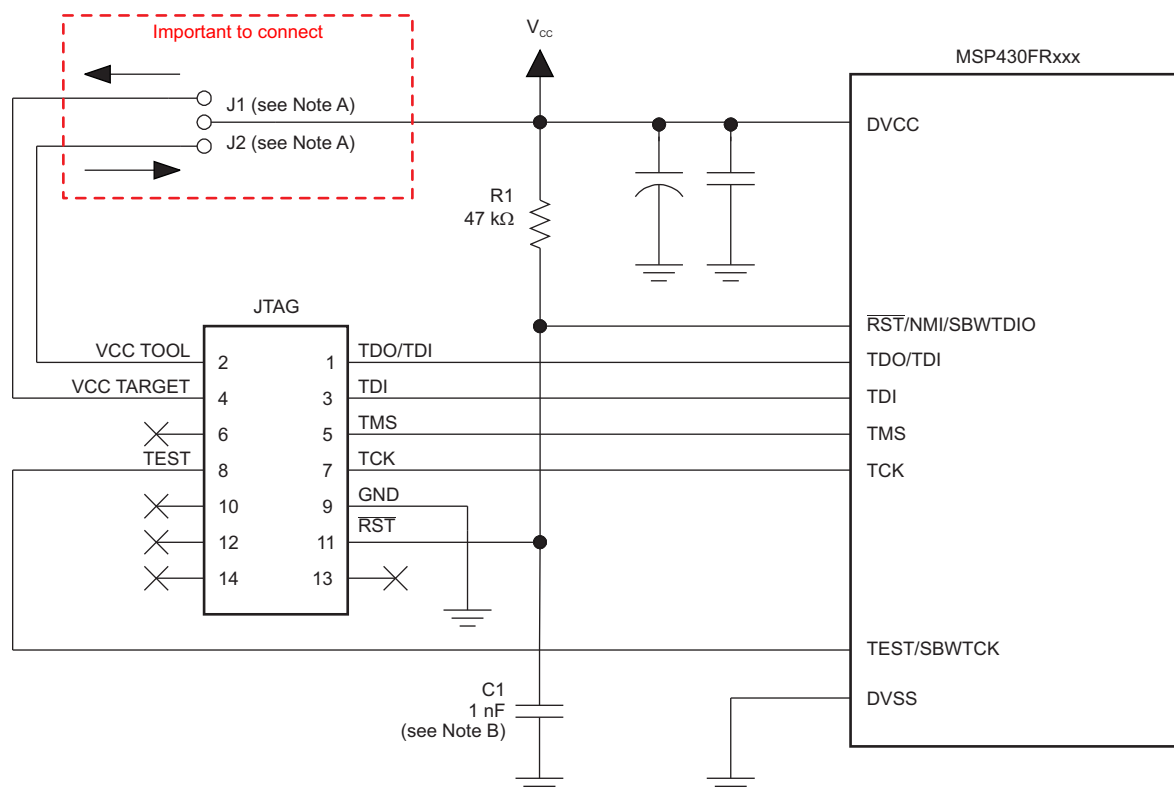 Important to connect
J1 (see Note A)
J2 (see Note A)
VCC
MSP430FRxxx
DVCC
R1
47 kΩ
JTAG
RST/NMI/SBWTDIO
VCC TOOL
2
1
TDO/TDI
TDO/TDI
VCC TARGET
4
3
TDI
TDI
6
5
TMS
TMS
TEST
8
7
TCK
TCK
10
9
GND
12
11
RST
14
13
TEST/SBWTCK
C1
1 nF
(see Note B)
DVSS